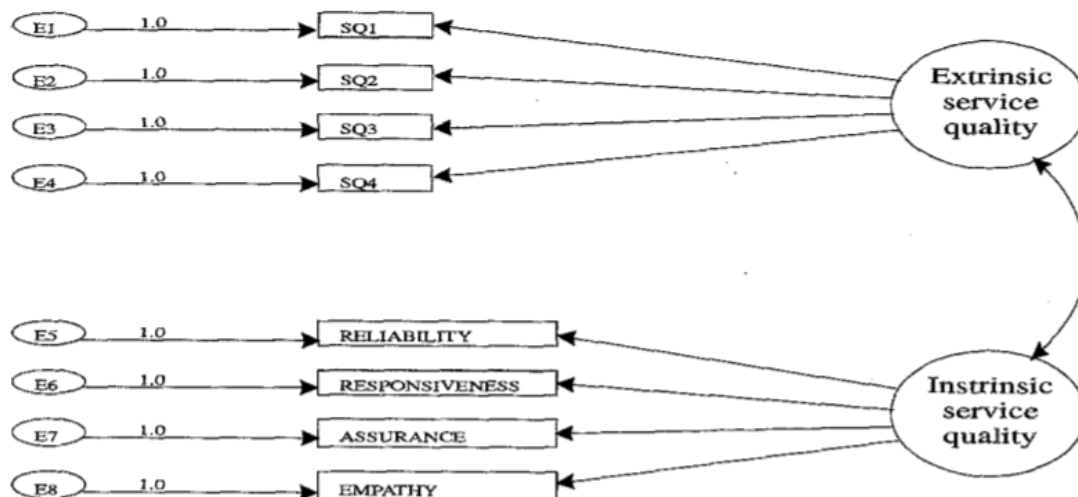 E1 1.0 SQ1
E2 1.0 SQ2
E3 1.0 SQ3
E4 1.0 SQ4
Extrinsic
service
quality
E5 1.0 RELIABILITY
E6 1.0 RESPONSIVENESS
E7 1.0 ASSURANCE
E8 1.0 EMPATHY
Instrinsic
service
quality